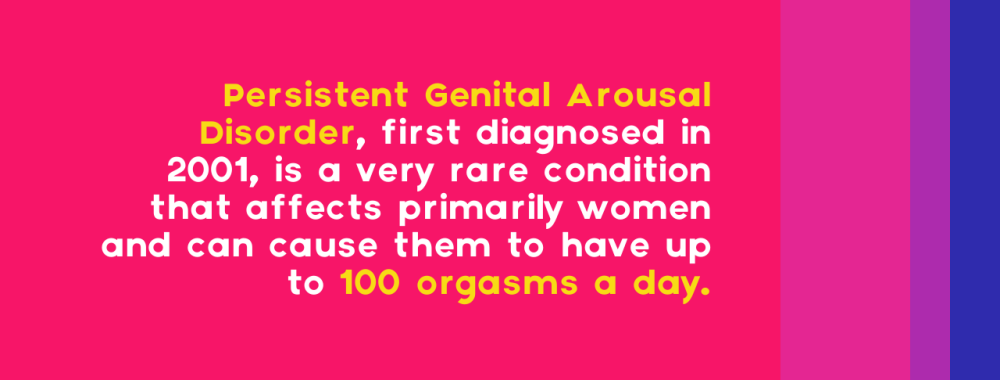 Persistent Genital Arousal
Disorder, first diagnosed in
2001, is a very rare condition
that affects primarily women
and can cause them to have up
to 100 orgasms a day.